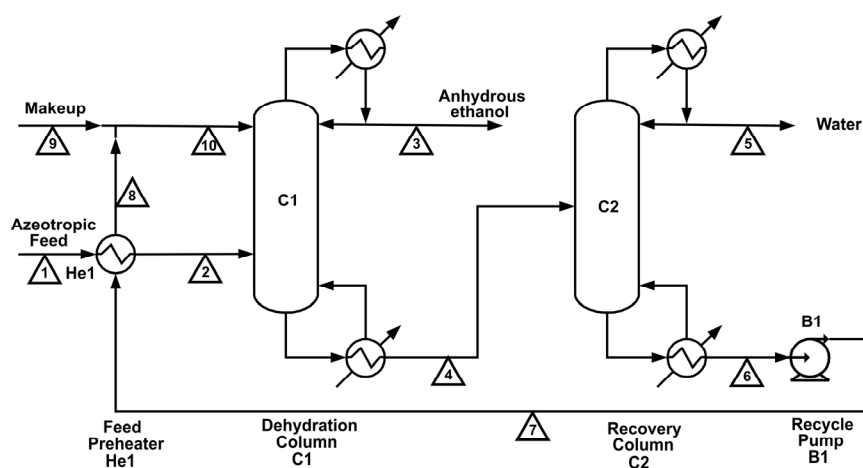 Makeup
9
10
8
Azeotropic
Feed
He1
1
2
C1
Anhydrous
ethanol
3
4
C2
Water
5
B1
6
7
Feed
Preheater
He1
Dehydration
Column
C1
Recovery
Column
C2
Recycle
Pump
B1